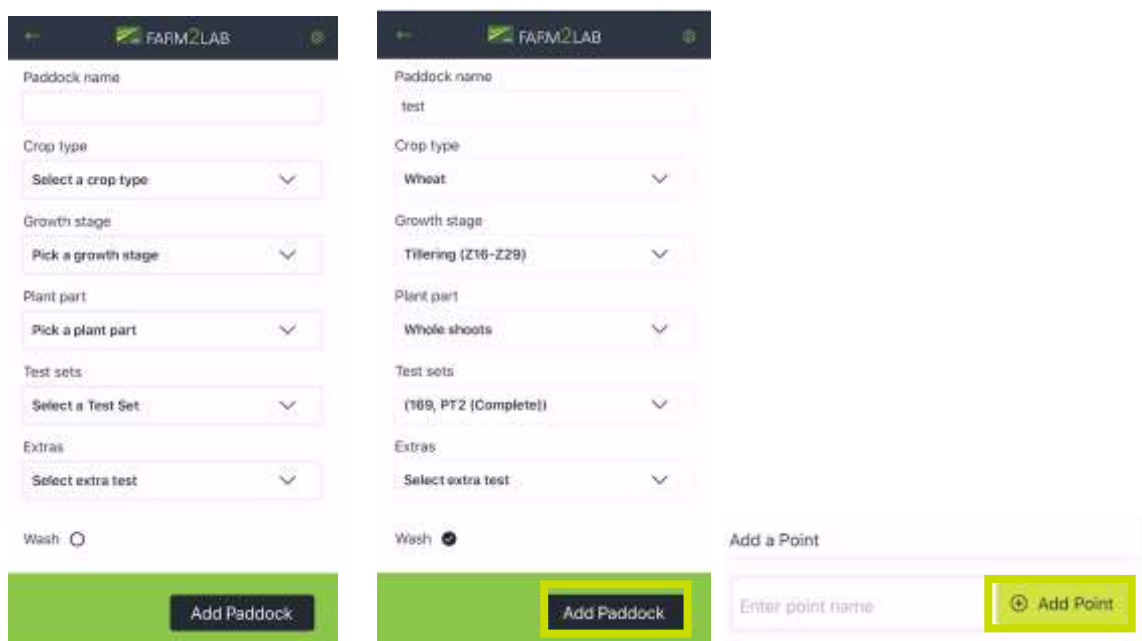 FARM2LAB
Paddock name
Crop type
Select a crop type
Growth stage
Pick a growth stage
Plant part
Pick a plant part
Test sets
Select a Test Set
Extras
Select extra test
Wash
Add Paddock
FARM2LAB
Paddock name
test
Crop type
Wheat
Growth stage
Tillering (Z16-Z29)
Plant part
Whole shoots
Test sets
(169, PT2 (Complete))
Extras
Select extra test
Wash
Add Paddock
Add a Point
Enter point name
Add Point